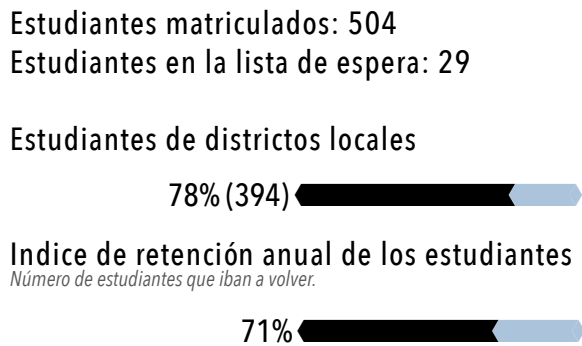 Estudiantes matriculados: 504
Estudiantes en la lista de espera: 29
Estudiantes de districtos locales
78% (394)
Indice de retención anual de los estudiantes
Número de estudiantes que iban a volver.
71%